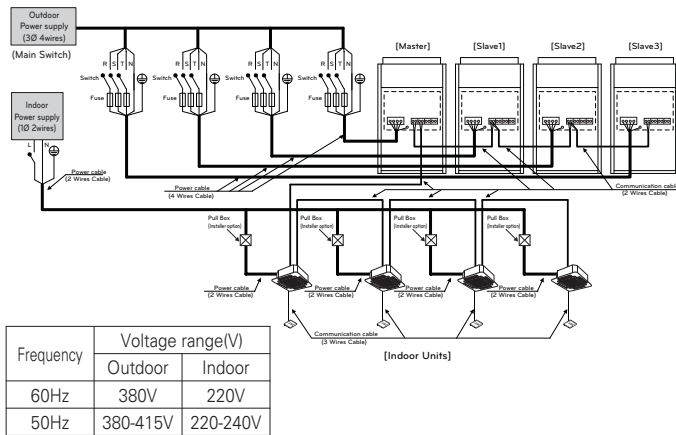 Outdoor
Power supply
(3Ø 4wires)
(Main Switch)
R S T N
R S T N
R S T N
R S T N
Switch
Switch
Switch
Switch
Fuse
Fuse
Fuse
Fuse
[Master]
[Slave1]
[Slave2]
[Slave3]
Indoor
Power supply
(1Ø 2wires)
L N
Power cable
(2 Wires Cable)
Power cable
(4 Wires Cable)
Communication cable
(2 Wires Cable)
Pull Box
(Installer option)
Pull Box
(Installer option)
Pull Box
(Installer option)
Pull Box
(Installer option)
Power cable
(2 Wires Cable)
Power cable
(2 Wires Cable)
Power cable
(2 Wires Cable)
Power cable
(2 Wires Cable)
Communication cable
(3 Wires Cable)
[Indoor Units]
Frequency
Voltage range(V)
Outdoor Indoor
60Hz 380V 220V
50Hz 380-415V 220-240V